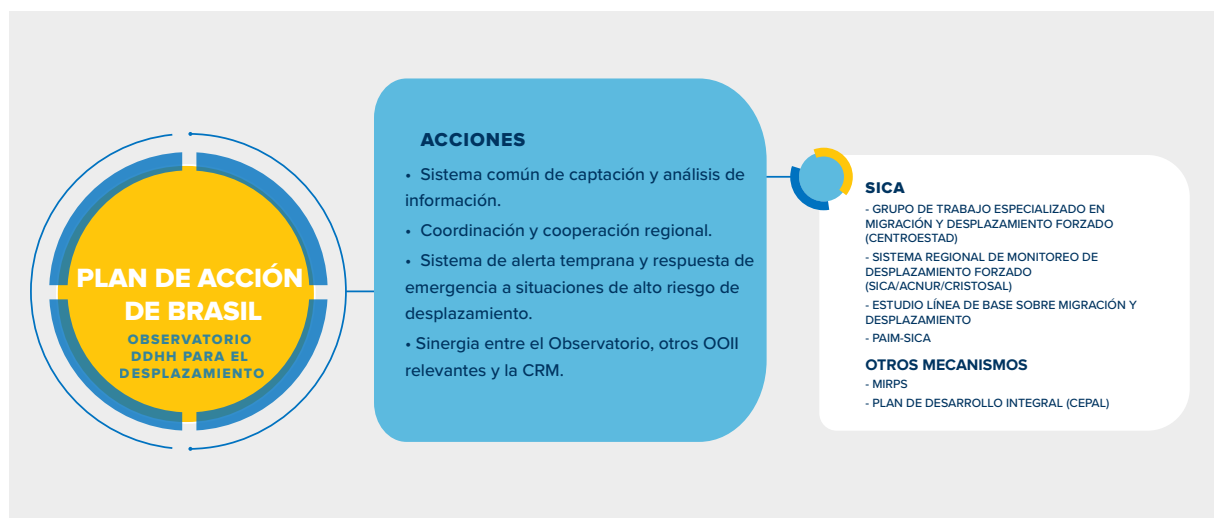 PLAN DE ACCIÓN
DE BRASIL
OBSERVATORIO
DDHH PARA EL
DESPLAZAMIENTO
ACCIONES
• Sistema común de captación y análisis de
información.
• Coordinación y cooperación regional.
• Sistema de alerta temprana y respuesta de
emergencia a situaciones de alto riesgo de
desplazamiento.
• Sinergia entre el Observatorio, otros OOII
relevantes y la CRM.
SICA
- GRUPO DE TRABAJO ESPECIALIZADO EN
MIGRACIÓN Y DESPLAZAMIENTO FORZADO
(CENTROESTAD)
- SISTEMA REGIONAL DE MONITOREO DE
DESPLAZAMIENTO FORZADO
(SICA/ACNUR/CRISTOSAL)
- ESTUDIO LÍNEA DE BASE SOBRE MIGRACIÓN Y
DESPLAZAMIENTO
- PAIM-SICA
OTROS MECANISMOS
- MIRPS
- PLAN DE DESARROLLO INTEGRAL (CEPAL)